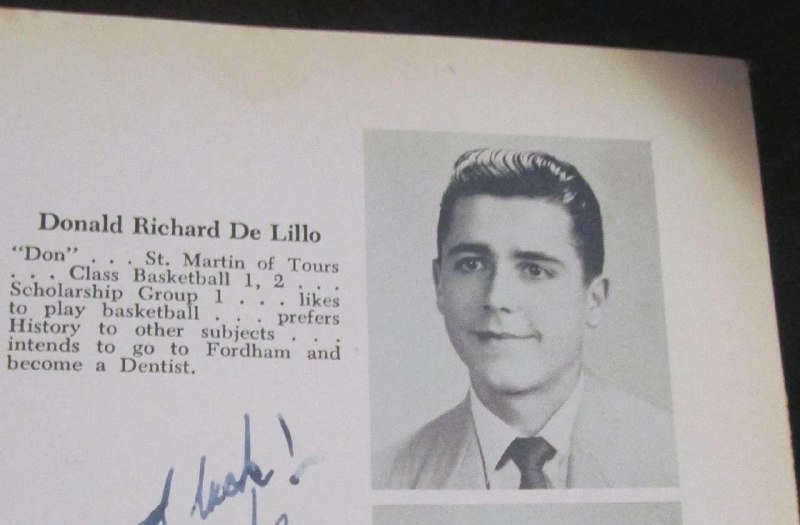 Donald Richard De Lillo
"Don" . . . St. Martin of Tours
. . . Class Basketball 1, 2 . . .
Scholarship Group 1 . . . likes
to play basketball . . . prefers
History to other subjects . . .
intends to go to Fordham and
become a Dentist.
luck!